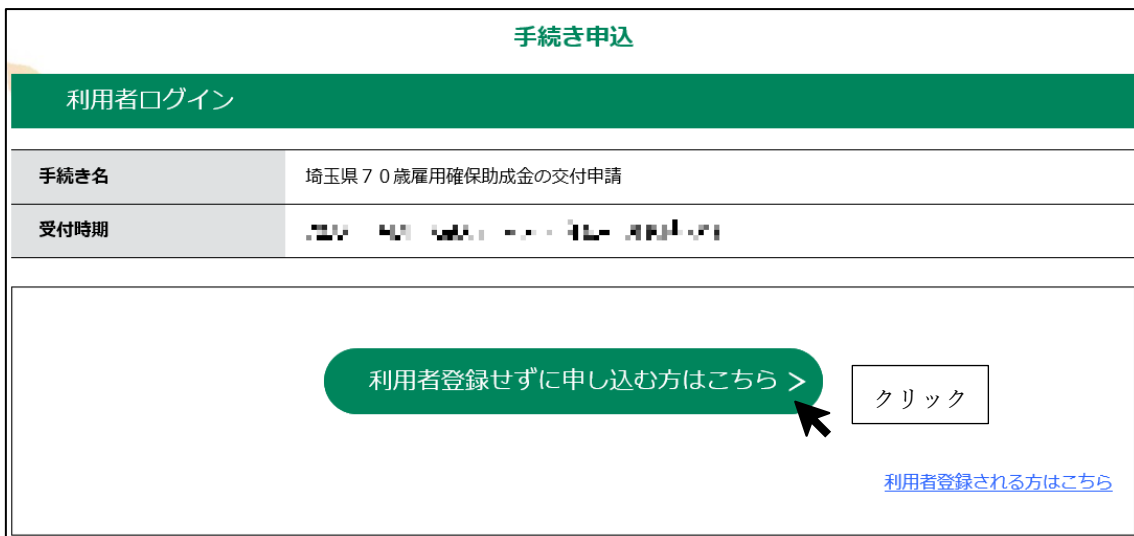 手続き申込
利用者ログイン
手続き名
埼玉県７０歳雇用確保助成金の交付申請
受付時期
利用者登録せずに申し込む方はこちら >
クリック
利用者登録される方はこちら